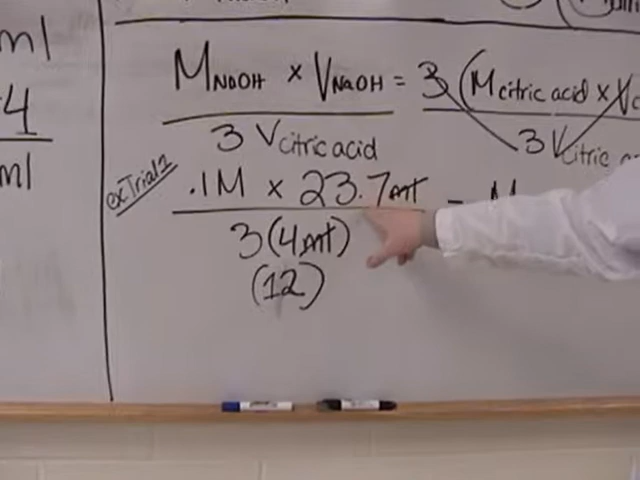 ml
4
ml
M NaOH x V NaOH = 3 (M citric acid x V c
3 V citric acid 3 V citric a
ex Trial 2
.1M x 23.7 ml = M
3(4 ml)
(12)